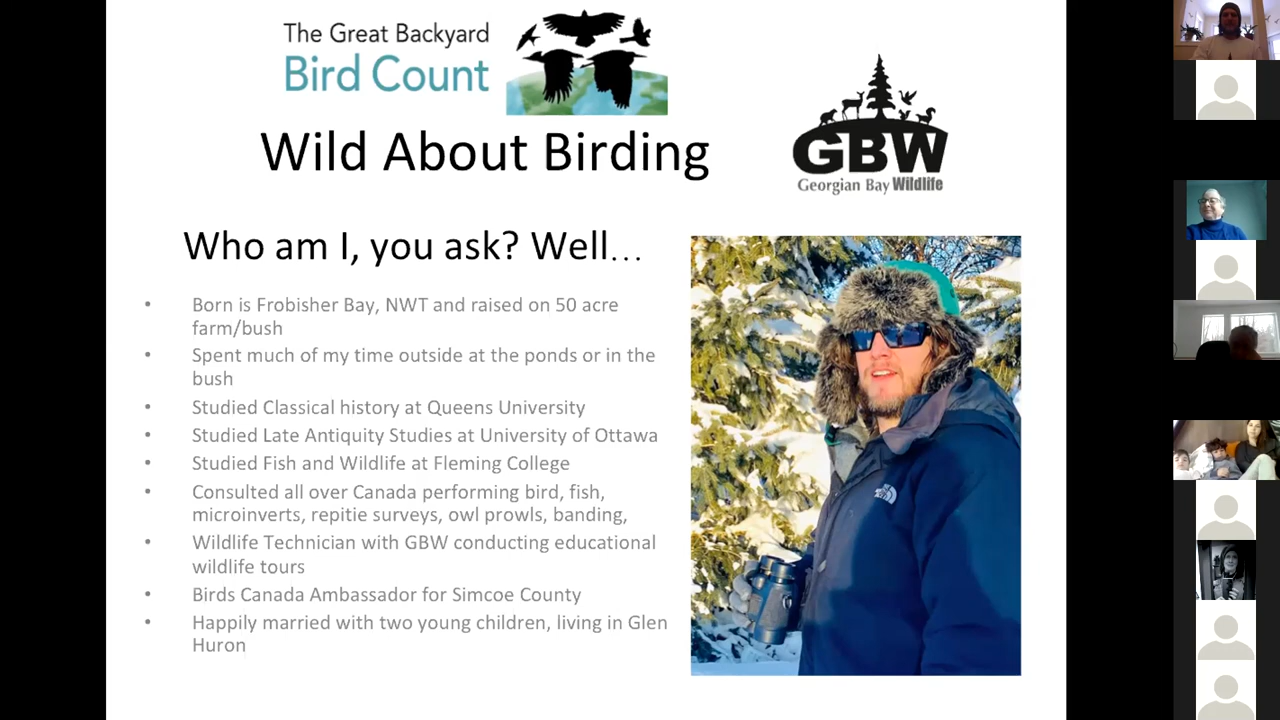 The Great Backyard
Bird Count
GBW
Georgian Bay Wildlife
Wild About Birding
Who am I, you ask? Well…
• Born is Frobisher Bay, NWT and raised on 50 acre
farm/bush
• Spent much of my time outside at the ponds or in the
bush
• Studied Classical history at Queens University
• Studied Late Antiquity Studies at University of Ottawa
• Studied Fish and Wildlife at Fleming College
• Consulted all over Canada performing bird, fish,
microinverts, repitie surveys, owl prowls, banding,
• Wildlife Technician with GBW conducting educational
wildlife tours
• Birds Canada Ambassador for Simcoe County
• Happily married with two young children, living in Glen
Huron